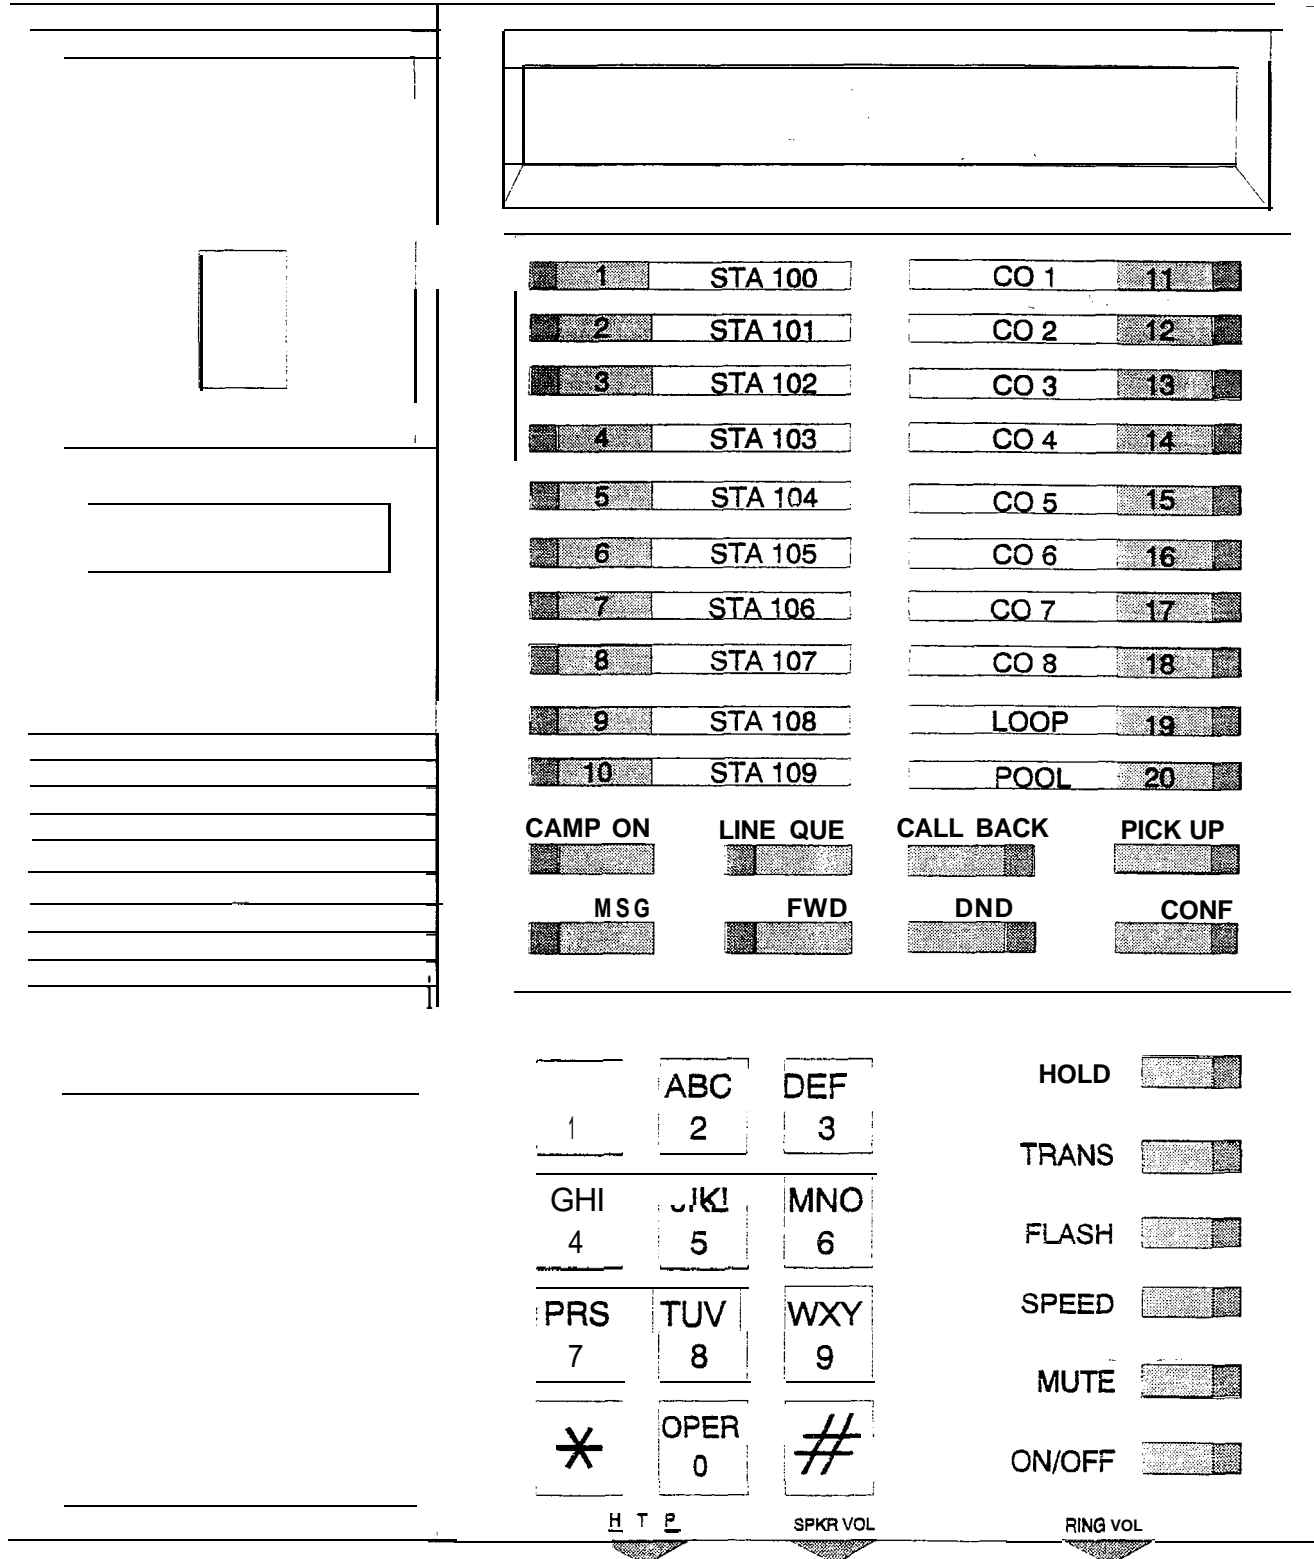 1 STA 100 CO 1 11
2 STA 101 CO 2 12
3 STA 102 CO 3 13
4 STA 103 CO 4 14
5 STA 104 CO 5 15
6 STA 105 CO 6 16
7 STA 106 CO 7 17
8 STA 107 CO 8 18
9 STA 108 LOOP 19
10 STA 109 POOL 20
CAMP ON LINE QUE CALL BACK PICK UP
MSG FWD DND CONF
HOLD
ABC DEF
1 2 3
TRANS
GHI JKL MNO
4 5 6
FLASH
SPEED
PRS TUV WXY
7 8 9
MUTE
OPER
* 0 #
ON/OFF
H T P SPKR VOL RING VOL